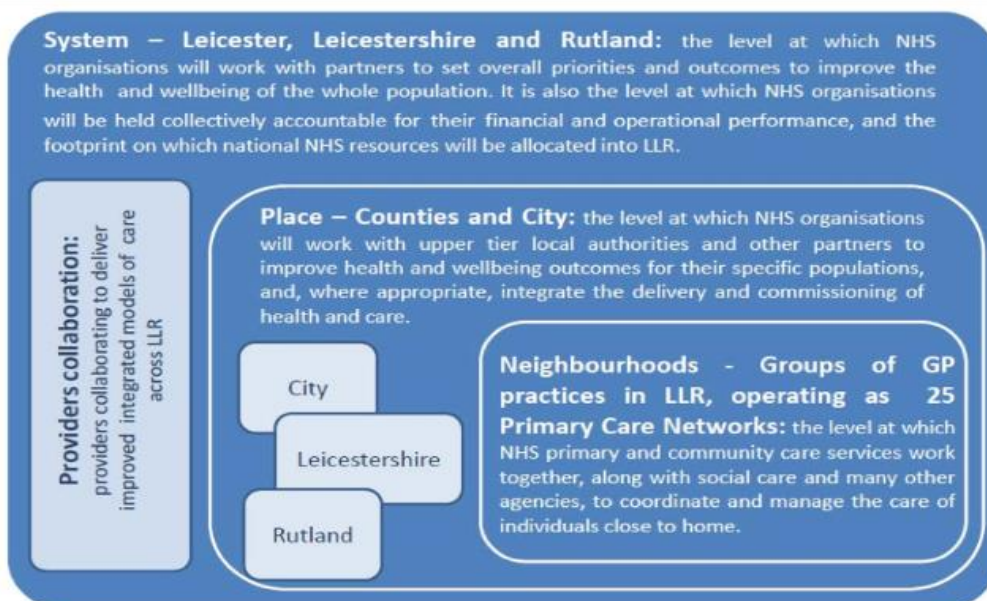 System – Leicester, Leicestershire and Rutland: the level at which NHS
organisations will work with partners to set overall priorities and outcomes to improve the
health and wellbeing of the whole population. It is also the level at which NHS organisations
will be held collectively accountable for their financial and operational performance, and the
footprint on which national NHS resources will be allocated into LLR.
Providers collaboration:
providers collaborating to deliver
improved integrated models of care
across LLR
Place – Counties and City: the level at which NHS organisations
will work with upper tier local authorities and other partners to
improve health and wellbeing outcomes for their specific populations,
and, where appropriate, integrate the delivery and commissioning of
health and care.
City
Leicestershire
Rutland
Neighbourhoods - Groups of GP
practices in LLR, operating as 25
Primary Care Networks: the level at which
NHS primary and community care services work
together, along with social care and many other
agencies, to coordinate and manage the care of
individuals close to home.